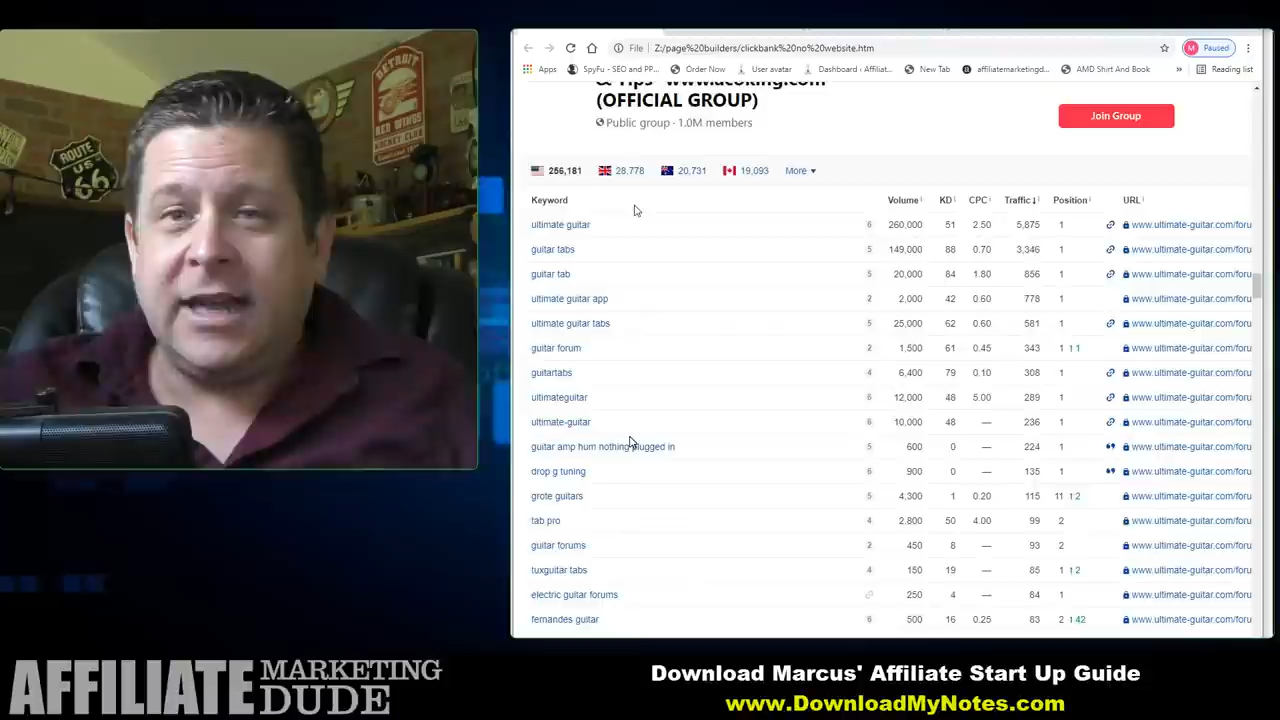 DETROIT
RED WINGS
HOCKEY CLUB
ROUTE
US
66
File
Z:/page%20builders/clickbank%20no%20website.htm
M Paused
Apps SpyFu - SEO and PP... Order Now User avatar Dashboard ‹ Affiliat... New Tab affiliatemarketingd... AMD Shirt And Book » Reading list
(OFFICIAL GROUP)
Public group · 1.0M members
Join Group
256,181 28,778 20,731 19,093 More
Keyword Volume KD CPC Traffic Position URL
ultimate guitar 6 260,000 51 2.50 5,875 1 www.ultimate-guitar.com/foru
guitar tabs 5 149,000 88 0.70 3,346 1 www.ultimate-guitar.com/foru
guitar tab 5 20,000 84 1.80 856 1 www.ultimate-guitar.com/foru
ultimate guitar app 2 2,000 42 0.60 778 1 www.ultimate-guitar.com/foru
ultimate guitar tabs 5 25,000 62 0.60 581 1 www.ultimate-guitar.com/foru
guitar forum 2 1,500 61 0.45 343 1 ↑1 www.ultimate-guitar.com/foru
guitartabs 4 6,400 79 0.10 308 1 www.ultimate-guitar.com/foru
ultimateguitar 6 12,000 48 5.00 289 1 www.ultimate-guitar.com/foru
ultimate-guitar 6 10,000 48 — 236 1 www.ultimate-guitar.com/foru
guitar amp hum nothing plugged in 5 600 0 — 224 1 www.ultimate-guitar.com/foru
drop g tuning 6 900 0 — 135 1 www.ultimate-guitar.com/foru
grote guitars 5 4,300 1 0.20 115 11 ↑2 www.ultimate-guitar.com/foru
tab pro 4 2,800 50 4.00 99 2 www.ultimate-guitar.com/foru
guitar forums 2 450 8 — 93 2 www.ultimate-guitar.com/foru
tuxguitar tabs 4 150 19 — 85 1 ↑2 www.ultimate-guitar.com/foru
electric guitar forums 250 4 — 84 1 www.ultimate-guitar.com/foru
fernandes guitar 6 500 16 0.25 83 2 ↑42 www.ultimate-guitar.com/foru
AFFILIATE MARKETING DUDE
Download Marcus' Affiliate Start Up Guide
www.DownloadMyNotes.com